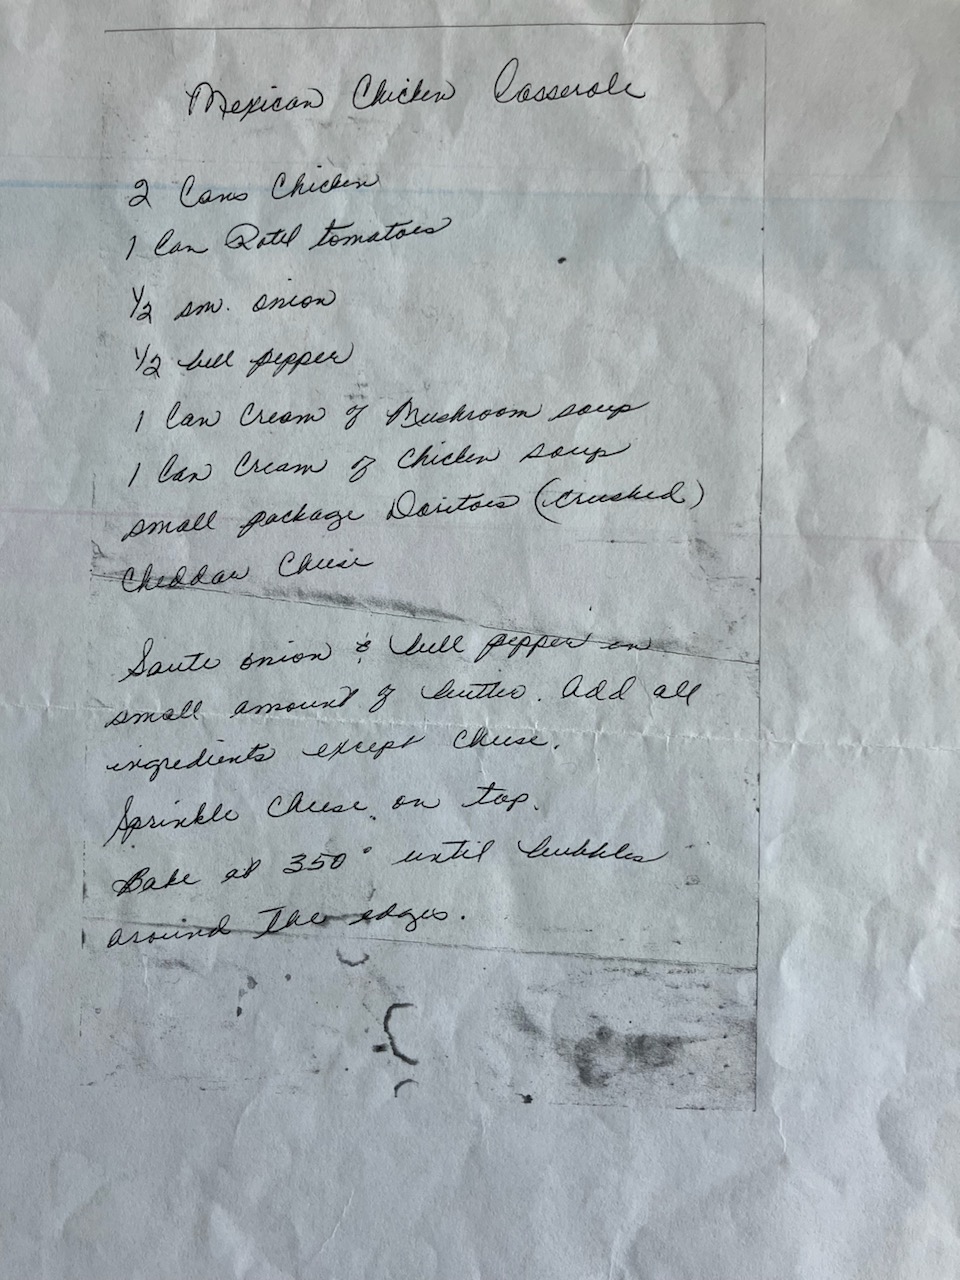 Mexican Chicken Casserole
2 Cans Chicken
1 Can Rotel tomatoes
1/2 sm. onion
1/2 bell pepper
1 Can Cream of Mushroom soup
1 Can Cream of Chicken soup
small package Doritoes (crushed)
Cheddar Cheese
Saute onion & bell pepper in
small amount of butter. Add all
ingredients except cheese.
Sprinkle Cheese on top.
Bake at 350° until bubbles
around the edges.